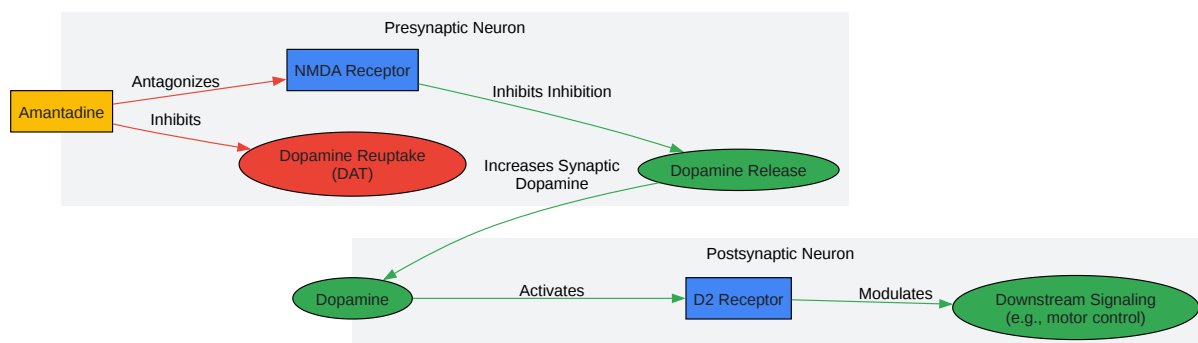 Presynaptic Neuron
NMDA Receptor
Antagonizes
Amantadine
Inhibits Inhibition
Inhibits
Dopamine Reuptake
(DAT)
Increases Synaptic
Dopamine
Dopamine Release
Postsynaptic Neuron
Dopamine
Activates
D2 Receptor
Modulates
Downstream Signaling
(e.g., motor control)